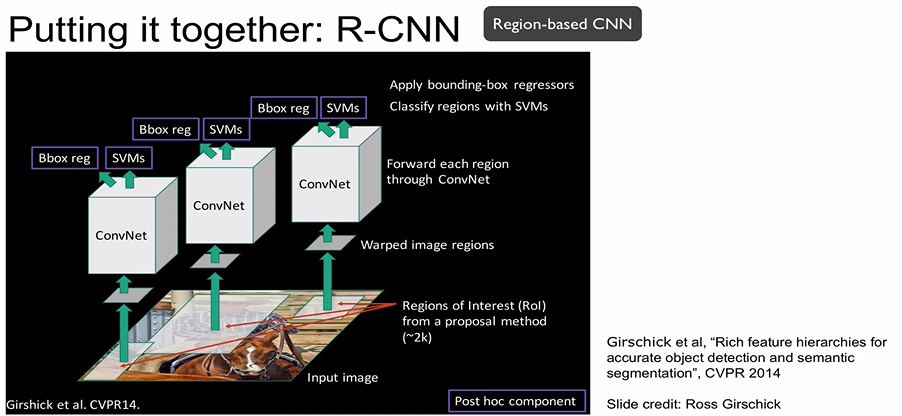 Putting it together: R-CNN
Region-based CNN
Apply bounding-box regressors
Bbox reg
SVMs
Classify regions with SVMs
Bbox reg
SVMs
Bbox reg
SVMs
Forward each region
through ConvNet
ConvNet
ConvNet
ConvNet
Warped image regions
Regions of Interest (RoI)
from a proposal method
(~2k)
Input image
Girshick et al. CVPR14.
Post hoc component
Girschick et al, “Rich feature hierarchies for
accurate object detection and semantic
segmentation”, CVPR 2014
Slide credit: Ross Girschick